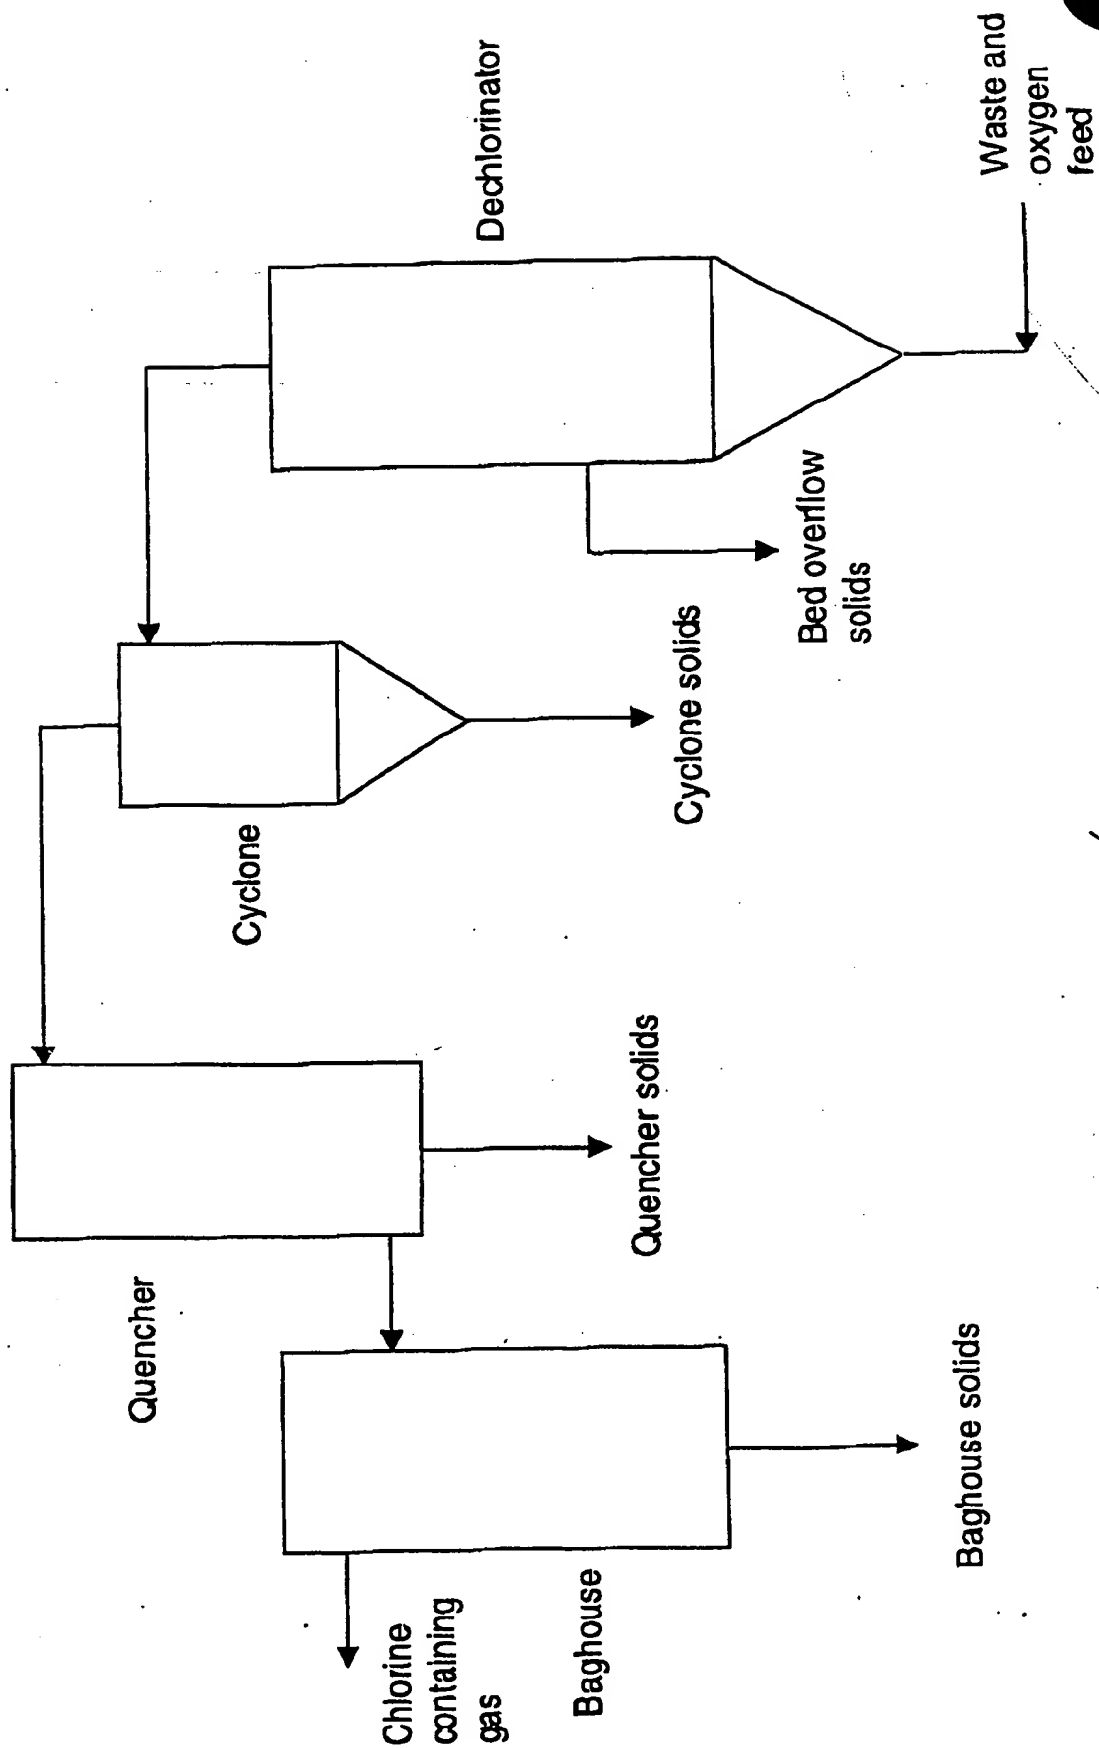 Dechlorinator
Waste and
oxygen
feed
Bed overflow
solids
Cyclone
Cyclone solids
Quencher
Quencher solids
Baghouse
Baghouse solids
Chlorine
containing
gas